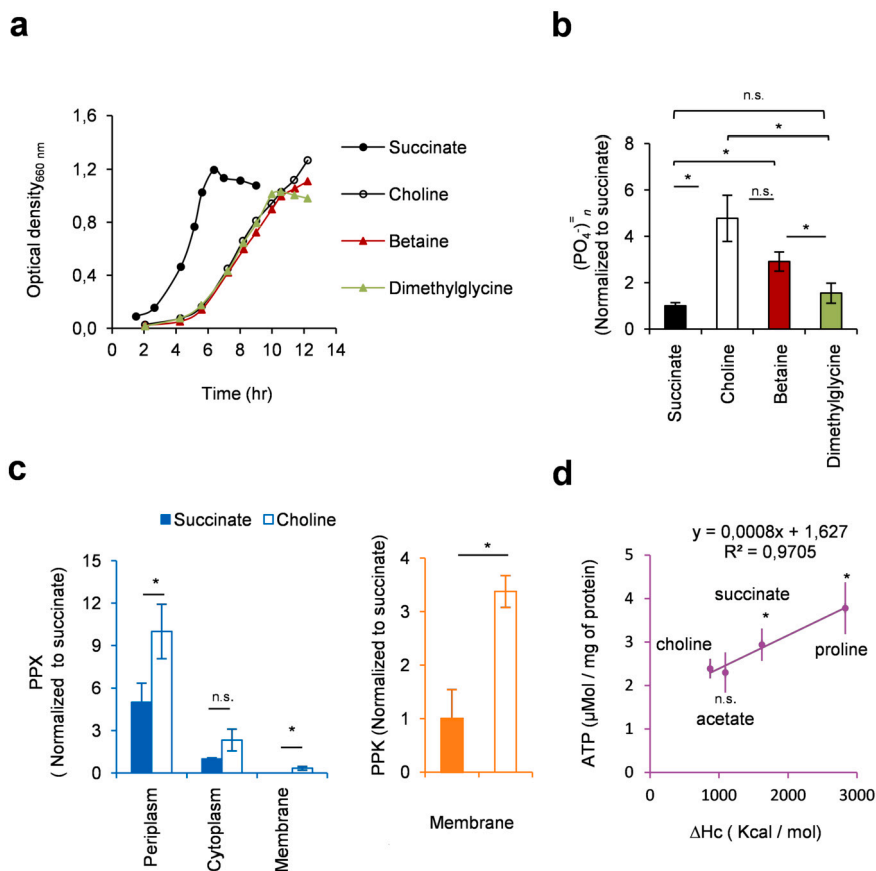 a
1,6
1,2
0,8
0,4
0,0
0 2 4 6 8 10 12 14
Optical density660 nm
Time (hr)
Succinate
Choline
Betaine
Dimethylglycine
b
n.s.
*
*
*
n.s.
*
8
6
4
2
0
(PO4-)=n
(Normalized to succinate)
Succinate
Choline
Betaine
Dimethylglycine
c
Succinate Choline
15
12
9
6
3
0
PPX
( Normalized to succinate)
*
n.s.
*
Periplasm
Cytoplasm
Membrane
4
3
2
1
0
PPK (Normalized to succinate)
*
Membrane
d
y = 0,0008x + 1,627
R² = 0,9705
5
4
3
2
1
0
ATP (µMol / mg of protein)
succinate
*
*
choline
proline
n.s.
acetate
0 1000 2000 3000
ΔHc ( Kcal / mol)